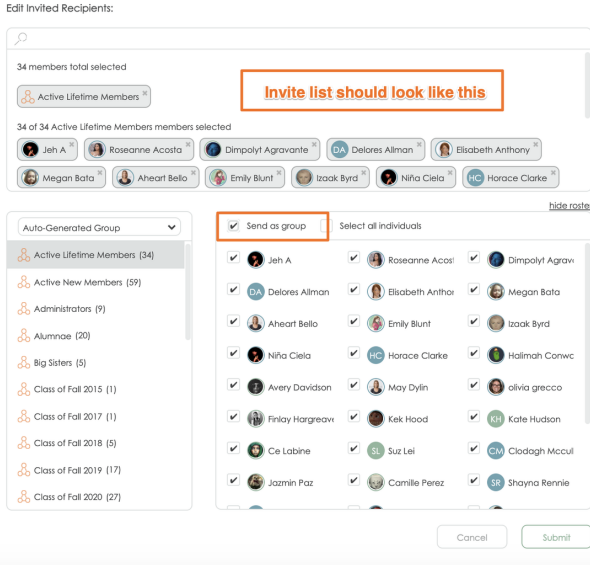 Edit Invited Recipients:
34 members total selected
Active Lifetime Members ×
Invite list should look like this
34 of 34 Active Lifetime Members members selected
Jeh A × Roseanne Acosta × Dimpolyt Agravante × DA Delores Allman × Elisabeth Anthony ×
Megan Bata × Aheart Bello × Emily Blunt × Izaak Byrd × Niña Ciela × HC Horace Clarke ×
hide roste
Auto-Generated Group
Send as group Select all individuals
Active Lifetime Members (34)
Active New Members (59)
Administrators (9)
Alumnae (20)
Big Sisters (5)
Class of Fall 2015 (1)
Class of Fall 2017 (1)
Class of Fall 2018 (5)
Class of Fall 2019 (17)
Class of Fall 2020 (27)
Jeh A Roseanne Acos Dimpolyt Agrav
DA Delores Allman Elisabeth Anthor Megan Bata
Aheart Bello Emily Blunt Izaak Byrd
Niña Ciela HC Horace Clarke Halimah Conwc
Avery Davidson May Dylin olivia grecco
Finlay Hargreav Kek Hood KH Kate Hudson
Ce Labine SL Suz Lei CM Clodagh Mccul
Jazmin Paz Camille Perez SR Shayna Rennie
Cancel Submit